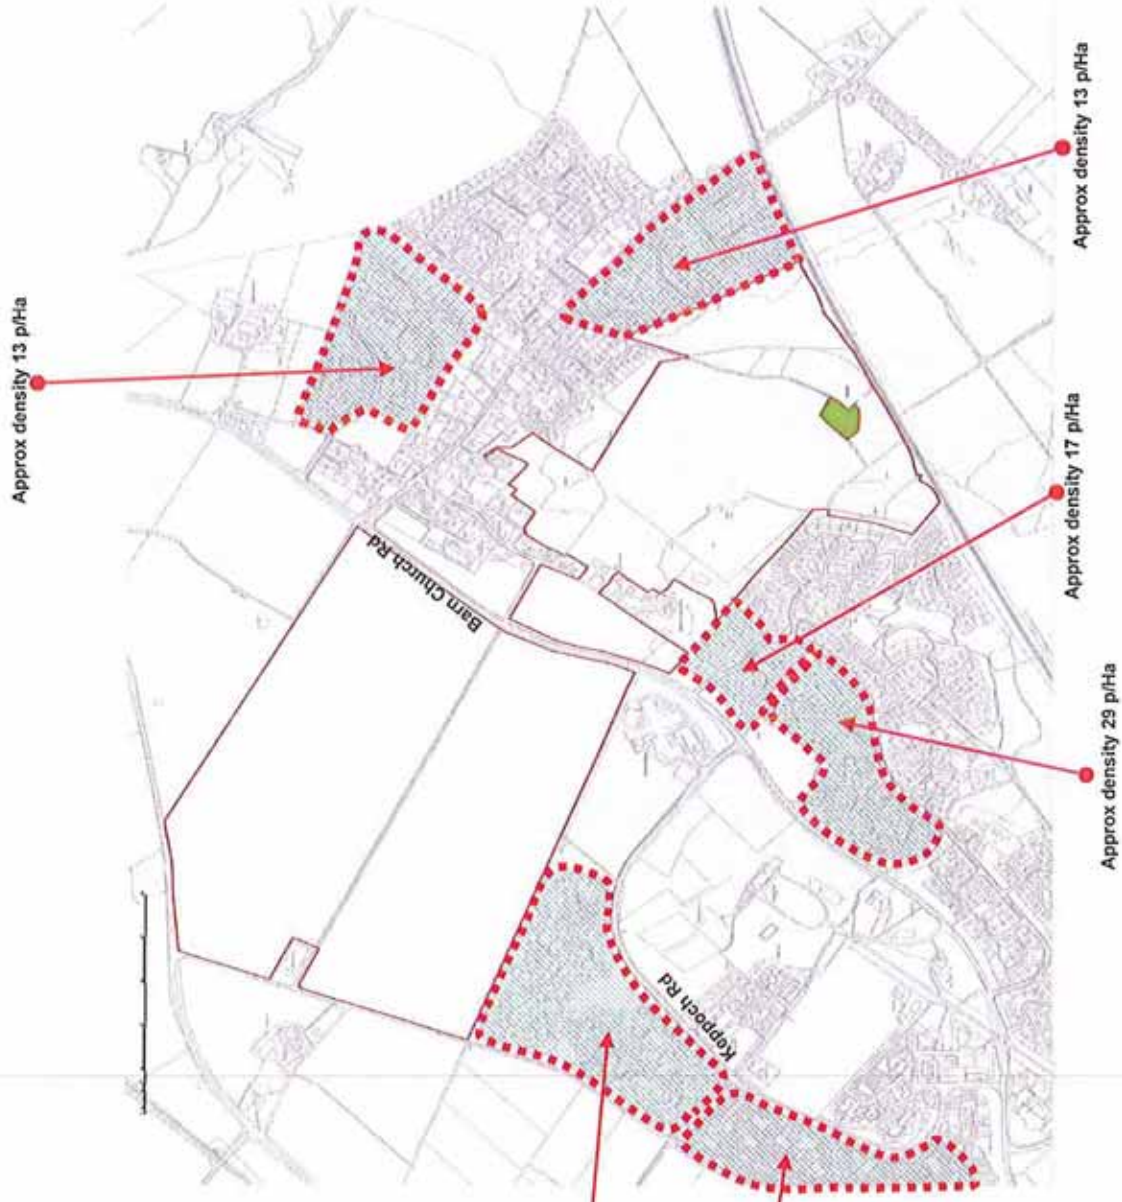 Approx density 13 p/Ha
Approx density 13 p/Ha
Barn Church Rd
Approx density 17 p/Ha
Approx density 29 p/Ha
Keppoch Rd